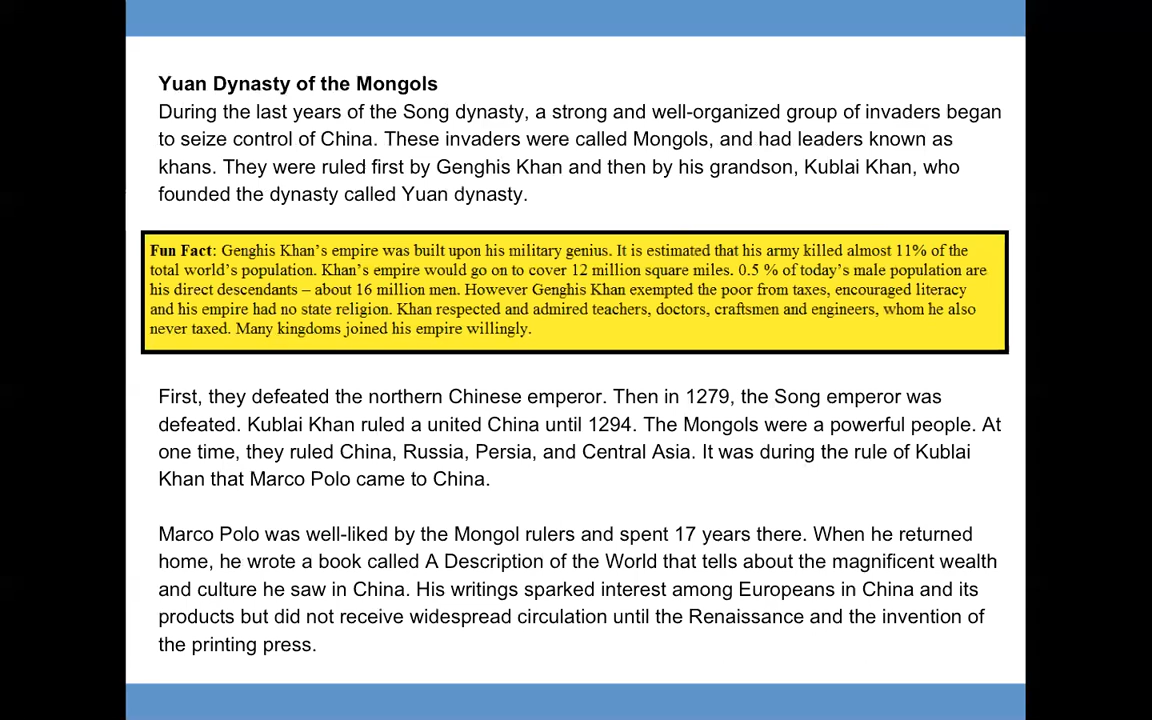 Yuan Dynasty of the Mongols
During the last years of the Song dynasty, a strong and well-organized group of invaders began
to seize control of China. These invaders were called Mongols, and had leaders known as
khans. They were ruled first by Genghis Khan and then by his grandson, Kublai Khan, who
founded the dynasty called Yuan dynasty.
Fun Fact: Genghis Khan's empire was built upon his military genius. It is estimated that his army killed almost 11% of the
total world's population. Khan's empire would go on to cover 12 million square miles. 0.5 % of today's male population are
his direct descendants – about 16 million men. However Genghis Khan exempted the poor from taxes, encouraged literacy
and his empire had no state religion. Khan respected and admired teachers, doctors, craftsmen and engineers, whom he also
never taxed. Many kingdoms joined his empire willingly.
First, they defeated the northern Chinese emperor. Then in 1279, the Song emperor was
defeated. Kublai Khan ruled a united China until 1294. The Mongols were a powerful people. At
one time, they ruled China, Russia, Persia, and Central Asia. It was during the rule of Kublai
Khan that Marco Polo came to China.
Marco Polo was well-liked by the Mongol rulers and spent 17 years there. When he returned
home, he wrote a book called A Description of the World that tells about the magnificent wealth
and culture he saw in China. His writings sparked interest among Europeans in China and its
products but did not receive widespread circulation until the Renaissance and the invention of
the printing press.